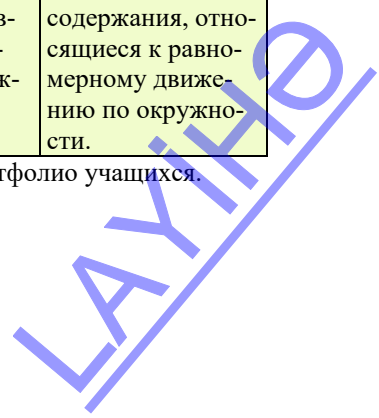 в- содержания, отно-
- сящиеся к равно-
ж- мерному движе-
нию по окружно-
сти.
тфолио учащихся.
LAYİHƏ